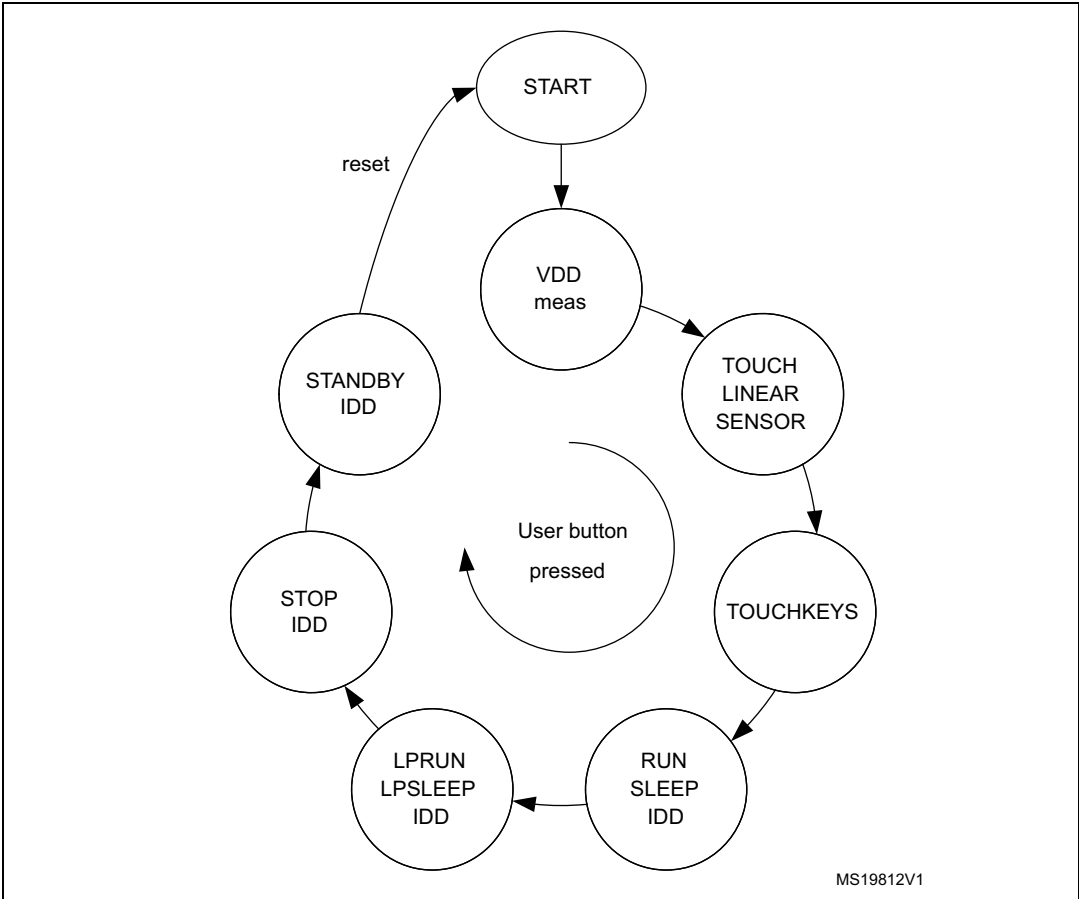 START
reset
VDD
meas
TOUCH
LINEAR
SENSOR
STANDBY
IDD
User button
pressed
TOUCHKEYS
STOP
IDD
RUN
SLEEP
IDD
LPRUN
LPSLEEP
IDD
MS19812V1